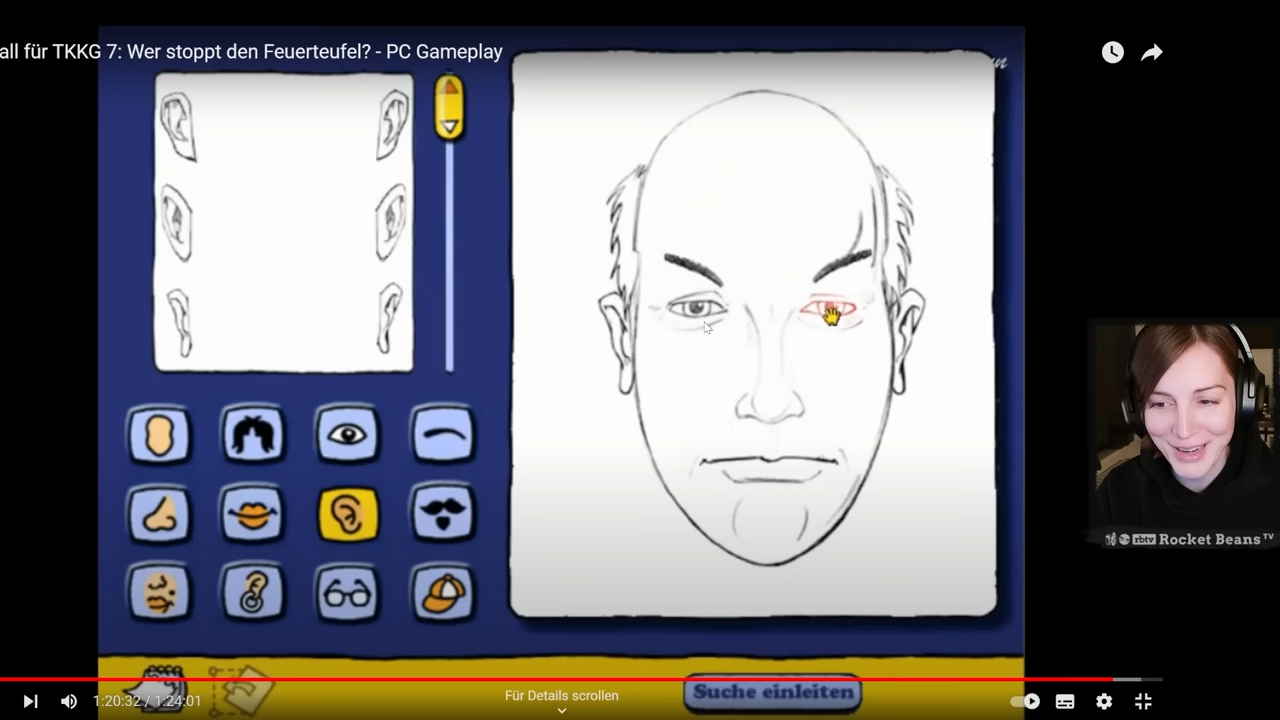 all für TKKG 7: Wer stoppt den Feuerteufel? - PC Gameplay
rbtv Rocket Beans TV
1:20:32 / 1:24:01
Für Details scrollen
Suche einleiten